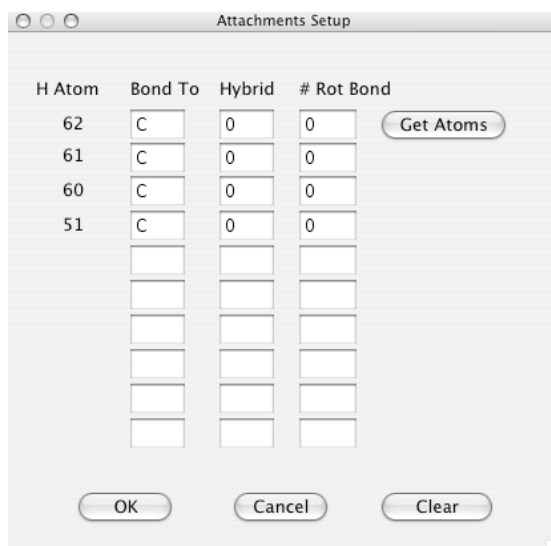 Attachments Setup
H Atom Bond To Hybrid # Rot Bond
62 C 0 0 Get Atoms
61 C 0 0
60 C 0 0
51 C 0 0
OK Cancel Clear